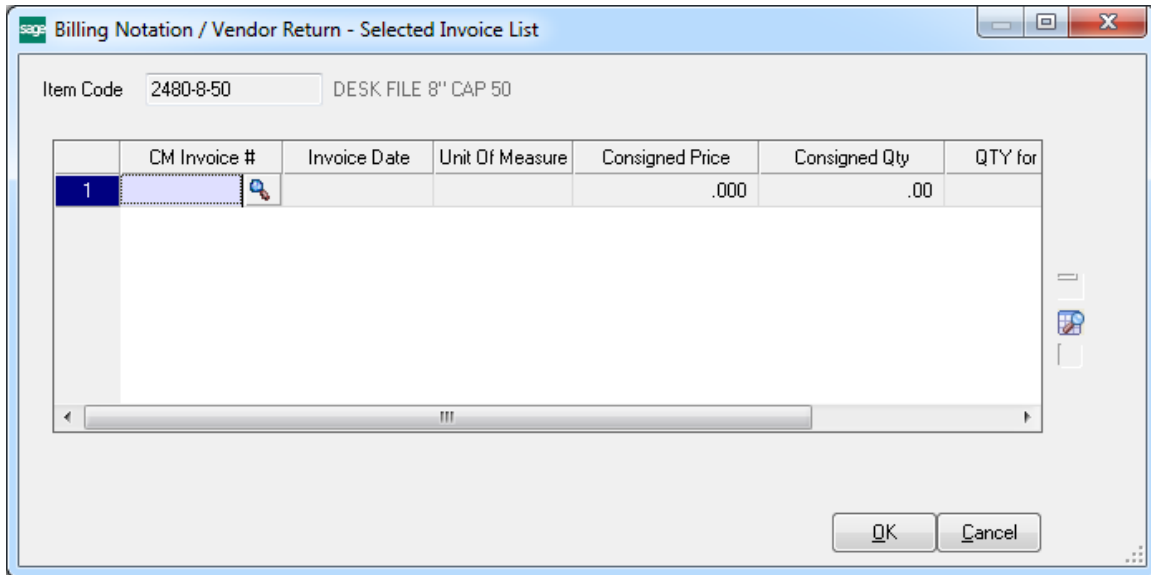 sage Billing Notation / Vendor Return - Selected Invoice List
Item Code 2480-8-50 DESK FILE 8" CAP 50
CM Invoice # Invoice Date Unit Of Measure Consigned Price Consigned Qty QTY for
1 .000 .00
OK Cancel